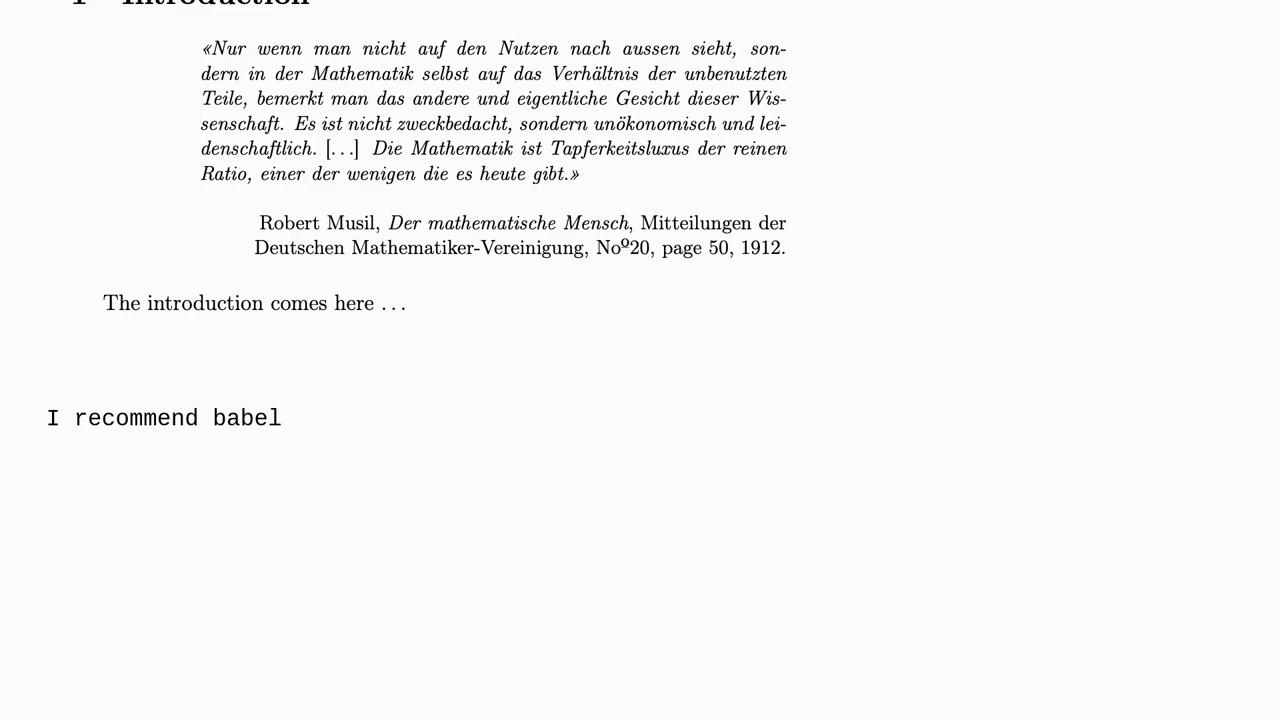 1 Introduction
«Nur wenn man nicht auf den Nutzen nach aussen sieht, son-
dern in der Mathematik selbst auf das Verhältnis der unbenutzten
Teile, bemerkt man das andere und eigentliche Gesicht dieser Wis-
senschaft. Es ist nicht zweckbedacht, sondern unökonomisch und lei-
denschaftlich. [...] Die Mathematik ist Tapferkeitsluxus der reinen
Ratio, einer der wenigen die es heute gibt.»
Robert Musil, Der mathematische Mensch, Mitteilungen der
Deutschen Mathematiker-Vereinigung, Noº20, page 50, 1912.
The introduction comes here ...
I recommend babel